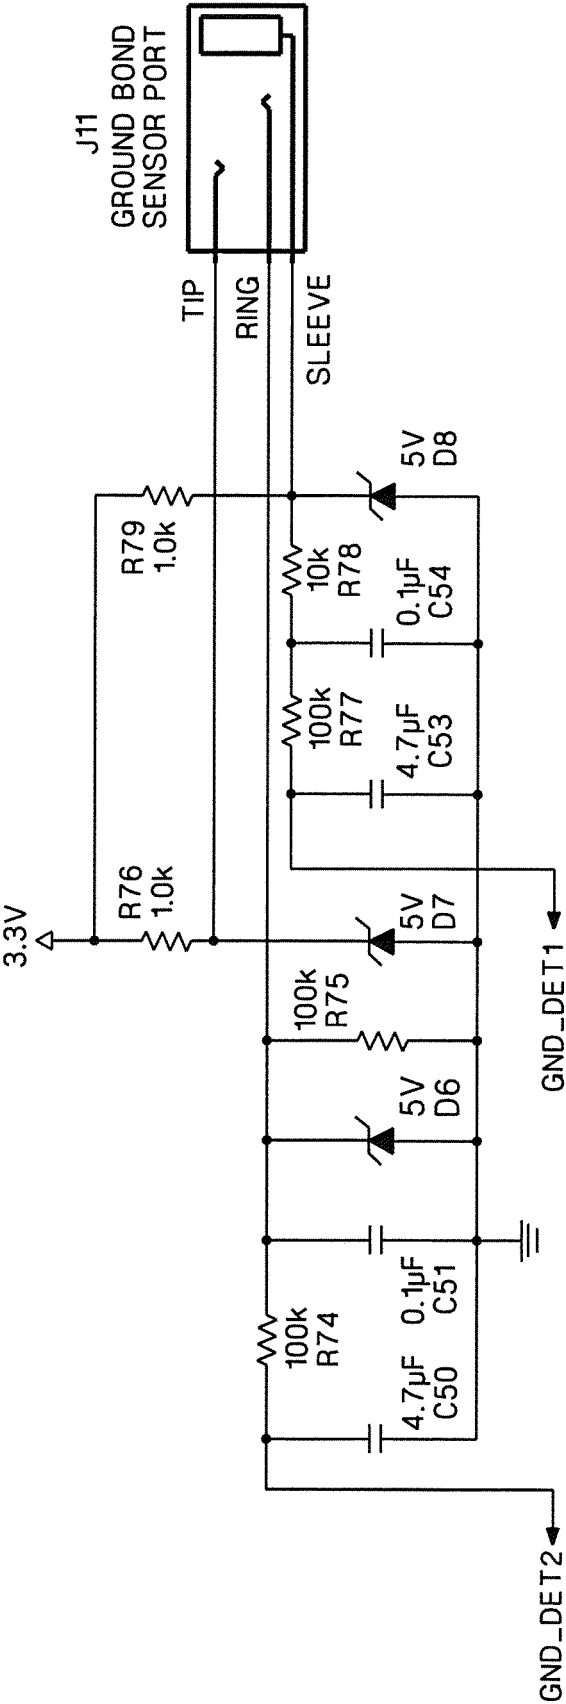 J11
GROUND BOND
SENSOR PORT
TIP
RING
SLEEVE
R79
1.0k
5V
D8
10k
R78
0.1µF
C54
100k
R77
4.7µF
C53
3.3V
R76
1.0k
5V
D7
GND_DET1
100k
R75
5V
D6
0.1µF
C51
100k
R74
4.7µF
C50
GND_DET2